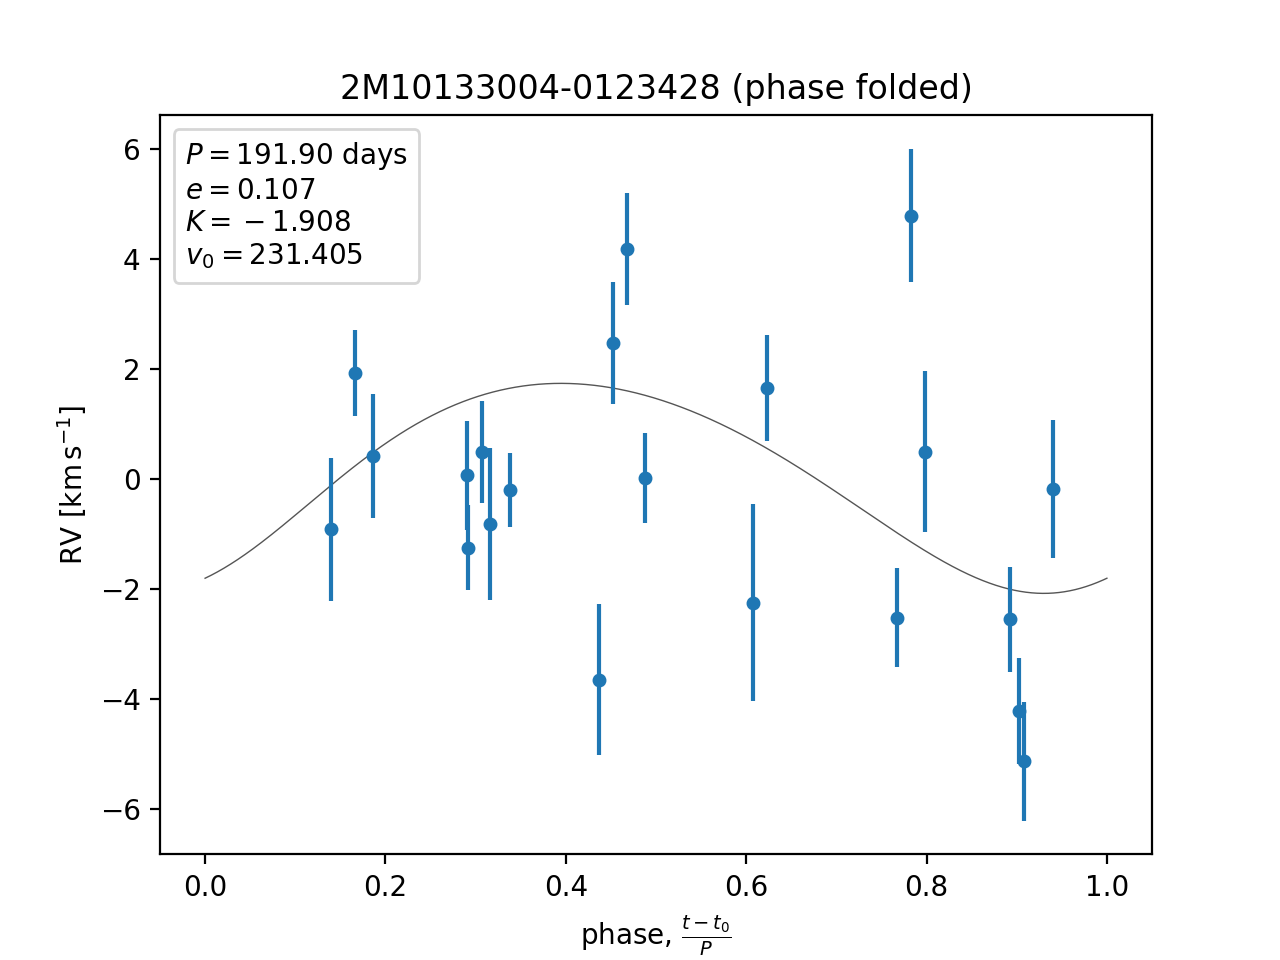 2M10133004-0123428 (phase folded)
P = 191.90 days
e = 0.107
K = −1.908
v₀ = 231.405
6
4
2
0
−2
−4
−6
RV [km s⁻¹]
0.0 0.2 0.4 0.6 0.8 1.0
phase, (t − t₀)/P